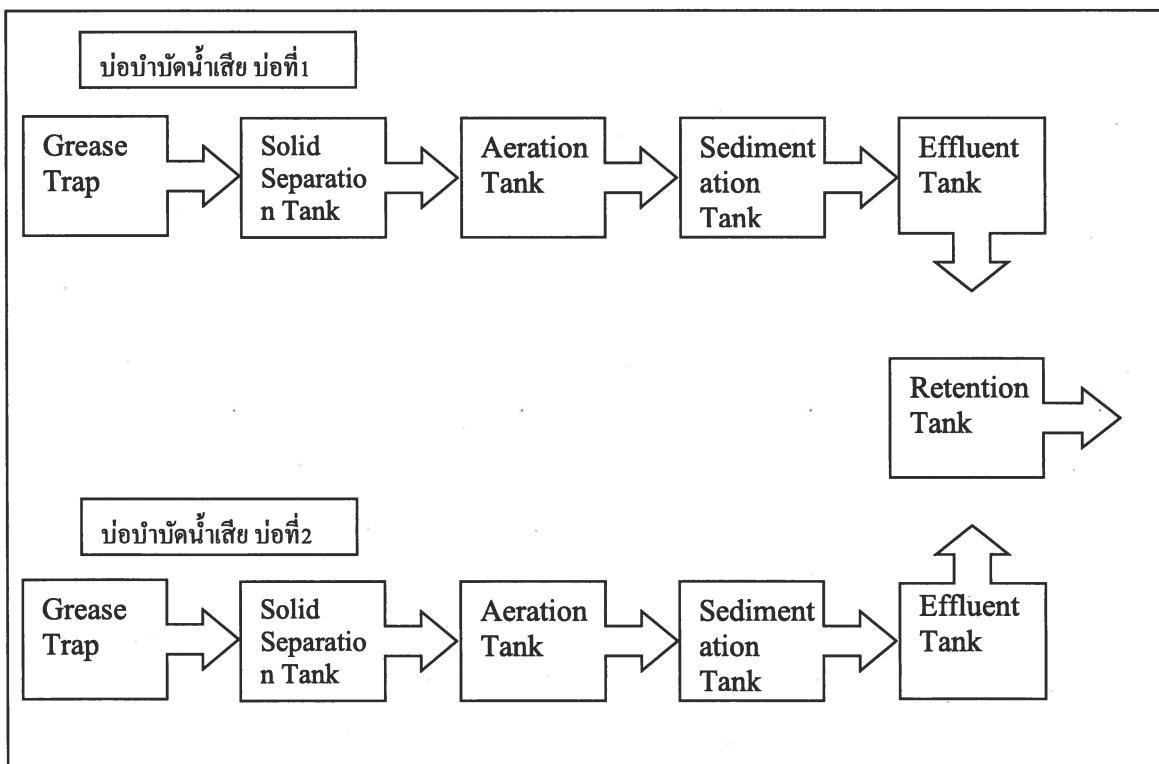 บ่อบำบัดน้ำเสีย บ่อที่1
Grease
Trap
Solid
Separatio
n Tank
Aeration
Tank
Sediment
ation
Tank
Effluent
Tank
Retention
Tank
บ่อบำบัดน้ำเสีย บ่อที่2
Grease
Trap
Solid
Separatio
n Tank
Aeration
Tank
Sediment
ation
Tank
Effluent
Tank